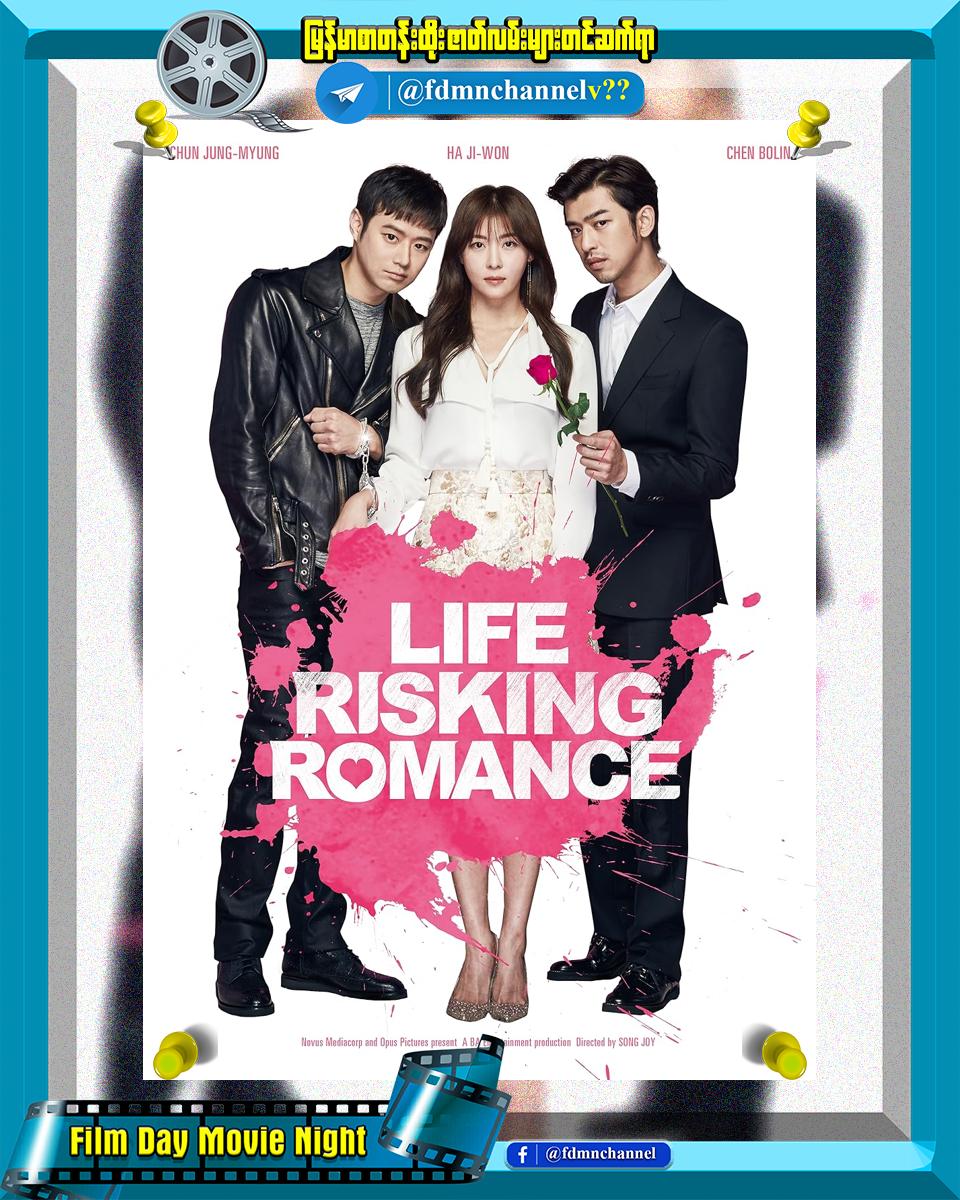 မြန်မာစာတန်းထိုးဇာတ်လမ်းများတင်ဆက်ရာ
@fdmnchannelv??
CHUN JUNG-MYUNG HA JI-WON CHEN BOLIN
LIFE
RISKING
ROMANCE
Novus Mediacorp and Opus Pictures present A BA production Directed by SONG JOY
Film Day Movie Night
@fdmnchannel